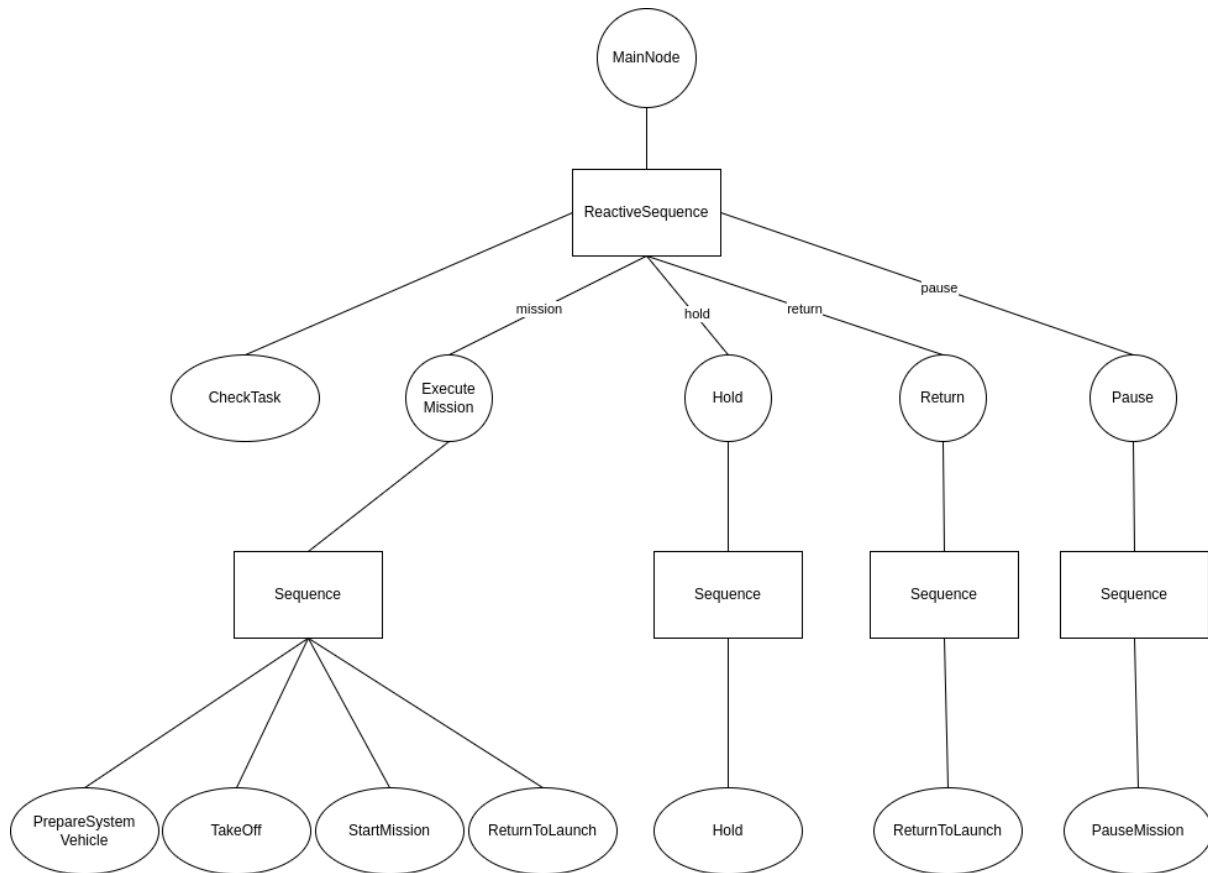 MainNode
ReactiveSequence
pause
mission
hold
return
CheckTask
Execute
Mission
Hold
Return
Pause
Sequence
Sequence
Sequence
Sequence
PrepareSystem
Vehicle
TakeOff
StartMission
ReturnToLaunch
Hold
ReturnToLaunch
PauseMission